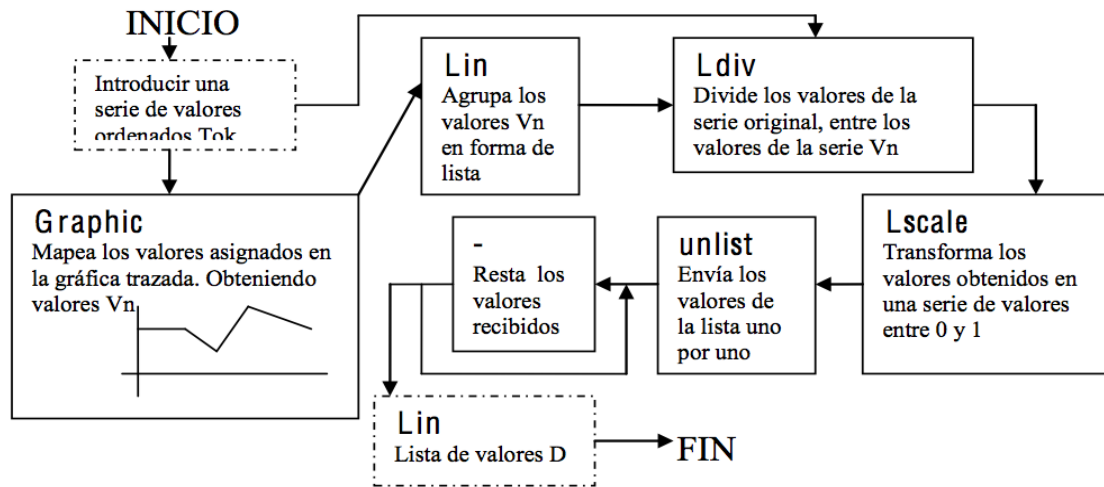 INICIO
Introducir una
serie de valores
ordenados Tok
Lin
Agrupa los
valores Vn
en forma de
lista
Ldiv
Divide los valores de la
serie original, entre los
valores de la serie Vn
Graphic
Mapea los valores asignados en
la gráfica trazada. Obteniendo
valores Vn
-
Resta los
valores
recibidos
unlist
Envía los
valores de
la lista uno
por uno
Lscale
Transforma los
valores obtenidos en
una serie de valores
entre 0 y 1
Lin
Lista de valores D
FIN